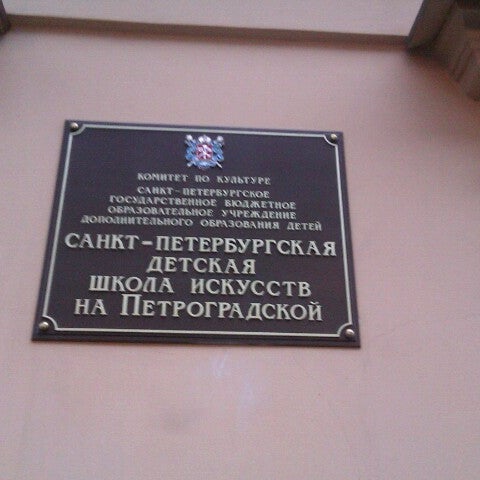 КОМИТЕТ ПО КУЛЬТУРЕ
САНКТ-ПЕТЕРБУРГСКОЕ
ГОСУДАРСТВЕННОЕ БЮДЖЕТНОЕ
ОБРАЗОВАТЕЛЬНОЕ УЧРЕЖДЕНИЕ
ДОПОЛНИТЕЛЬНОГО ОБРАЗОВАНИЯ ДЕТЕЙ
САНКТ-ПЕТЕРБУРГСКАЯ
ДЕТСКАЯ
ШКОЛА ИСКУССТВ
НА ПЕТРОГРАДСКОЙ